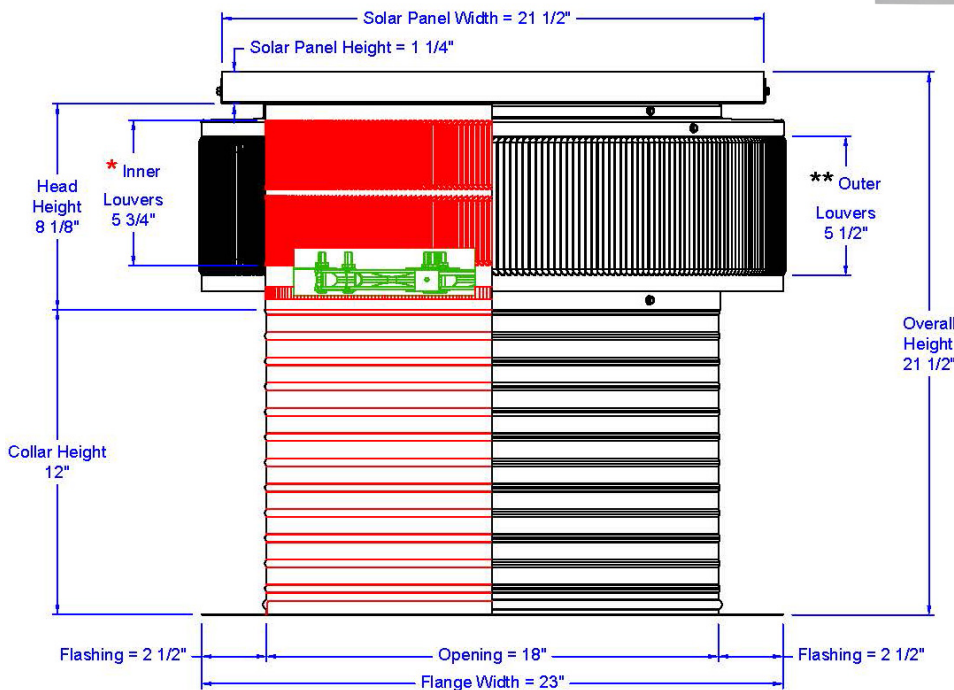 Solar Panel Width = 21 1/2"
Solar Panel Height = 1 1/4"
* Inner
Louvers
5 3/4"
Head
Height
8 1/8"
** Outer
Louvers
5 1/2"
Overall
Height
21 1/2"
Collar Height
12"
Flashing = 2 1/2"
Opening = 18"
Flashing = 2 1/2"
Flange Width = 23"